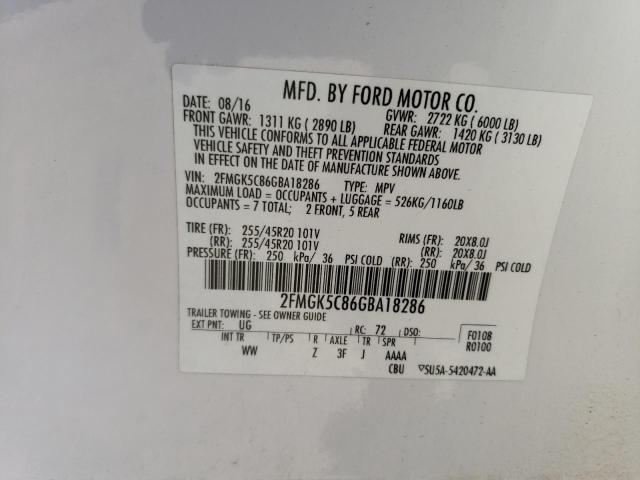 MFD. BY FORD MOTOR CO.
DATE: 08/16 GVWR: 2722 KG ( 6000 LB)
FRONT GAWR: 1311 KG ( 2890 LB) REAR GAWR: 1420 KG ( 3130 LB)
THIS VEHICLE CONFORMS TO ALL APPLICABLE FEDERAL MOTOR
VEHICLE SAFETY AND THEFT PREVENTION STANDARDS
IN EFFECT ON THE DATE OF MANUFACTURE SHOWN ABOVE.
VIN: 2FMGK5C86GBA18286 TYPE: MPV
MAXIMUM LOAD = OCCUPANTS + LUGGAGE = 526KG/1160LB
OCCUPANTS = 7 TOTAL; 2 FRONT, 5 REAR
TIRE (FR): 255/45R20 101V RIMS (FR): 20X8.0J
(RR): 255/45R20 101V (RR): 20X8.0J
PRESSURE (FR): 250 kPa/ 36 PSI COLD (RR): 250 kPa/ 36 PSI COLD
2FMGK5C86GBA18286
TRAILER TOWING - SEE OWNER GUIDE
EXT PNT: UG RC: 72 DSO: F0108
INT TR TP/PS R AXLE TR SPR R0100
WW Z 3F J AAAA
CBU SU5A-5420472-AA